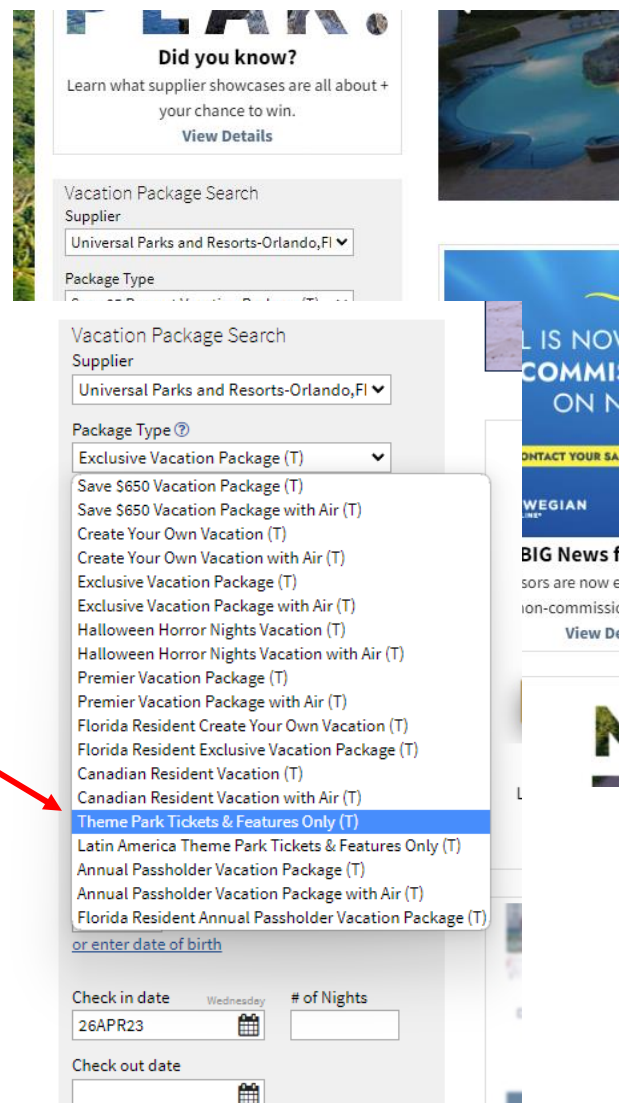 Did you know?
Learn what supplier showcases are all about +
your chance to win.
View Details
Vacation Package Search
Supplier
Universal Parks and Resorts-Orlando,Fl
Package Type
Vacation Package Search
Supplier
Universal Parks and Resorts-Orlando,Fl
Package Type
Exclusive Vacation Package (T)
Save $650 Vacation Package (T)
Save $650 Vacation Package with Air (T)
Create Your Own Vacation (T)
Create Your Own Vacation with Air (T)
Exclusive Vacation Package (T)
Exclusive Vacation Package with Air (T)
Halloween Horror Nights Vacation (T)
Halloween Horror Nights Vacation with Air (T)
Premier Vacation Package (T)
Premier Vacation Package with Air (T)
Florida Resident Create Your Own Vacation (T)
Florida Resident Exclusive Vacation Package (T)
Canadian Resident Vacation (T)
Canadian Resident Vacation with Air (T)
Theme Park Tickets & Features Only (T)
Latin America Theme Park Tickets & Features Only (T)
Annual Passholder Vacation Package (T)
Annual Passholder Vacation Package with Air (T)
Florida Resident Annual Passholder Vacation Package (T)
or enter date of birth
Check in date Wednesday # of Nights
26APR23
Check out date
L IS NOW
COMMIS
ON N
ONTACT YOUR SA
WEGIAN
BIG News f
sors are now e
non-commissio
View De
N
L